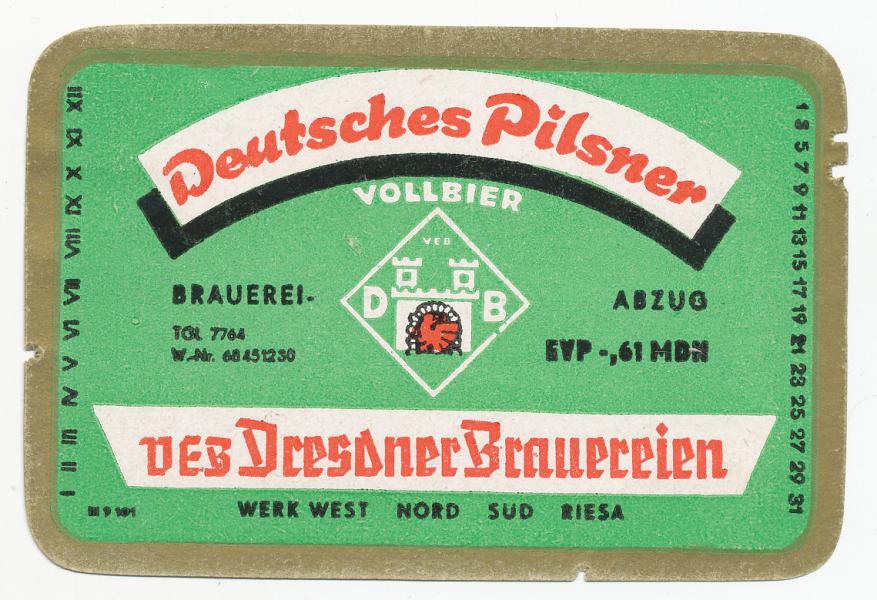 Deutsches Pilsner
VOLLBIER
VEB
D B
BRAUEREI- ABZUG
TGL 7764
W.-Nr. 68451230
EVP -,61 MDN
VEB Dresdner Brauereien
WERK WEST NORD SUD RIESA
I II III IV V VI VII VIII IX X XI XII
1 3 5 7 9 11 13 15 17 19 21 23 25 27 29 31